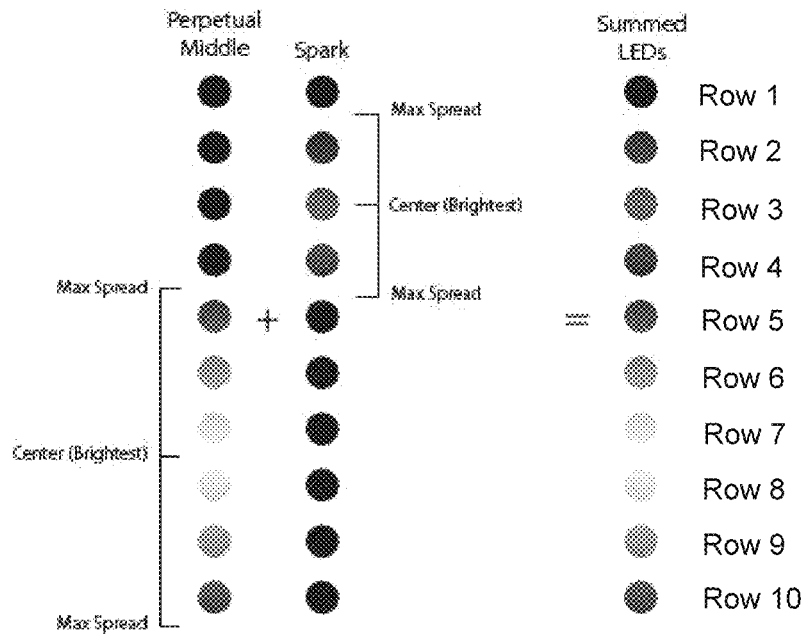 Perpetual
Middle
Spark
Summed
LEDs
Row 1
Max Spread
Row 2
Row 3
Center (Brightest)
Row 4
Max Spread
Max Spread
+
=
Row 5
Row 6
Row 7
Center (Brightest)
Row 8
Row 9
Row 10
Max Spread